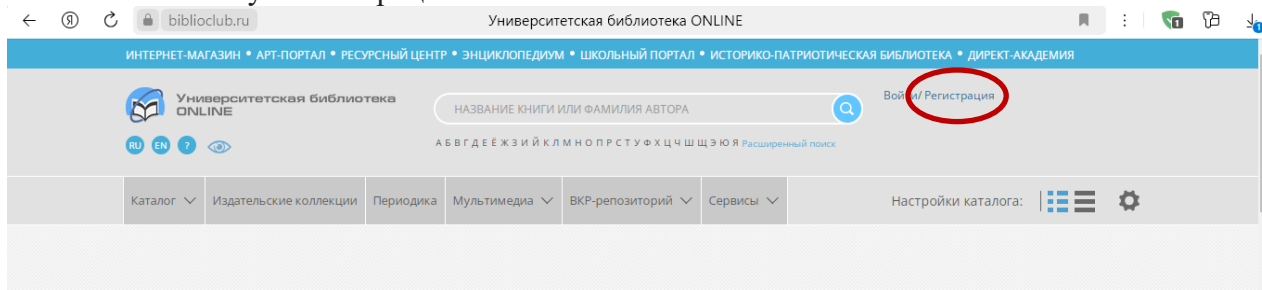 biblioclub.ru Университетская библиотека ONLINE
ИНТЕРНЕТ-МАГАЗИН • АРТ-ПОРТАЛ • РЕСУРСНЫЙ ЦЕНТР • ЭНЦИКЛОПЕДИУМ • ШКОЛЬНЫЙ ПОРТАЛ • ИСТОРИКО-ПАТРИОТИЧЕСКАЯ БИБЛИОТЕКА • ДИРЕКТ-АКАДЕМИЯ
Университетская библиотека
ONLINE
НАЗВАНИЕ КНИГИ ИЛИ ФАМИЛИЯ АВТОРА
Войти/ Регистрация
RU EN ?
А Б В Г Д Е Ё Ж З И Й К Л М Н О П Р С Т У Ф Х Ц Ч Ш Щ Э Ю Я Расширенный поиск
Каталог Издательские коллекции Периодика Мультимедиа ВКР-репозиторий Сервисы Настройки каталога: